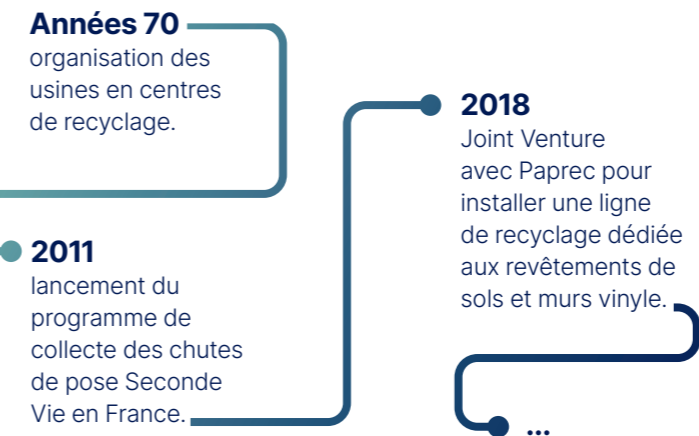 Années 70
organisation des
usines en centres
de recyclage.
2011
lancement du
programme de
collecte des chutes
de pose Seconde
Vie en France.
2018
Joint Venture
avec Paprec pour
installer une ligne
de recyclage dédiée
aux revêtements de
sols et murs vinyle.
...